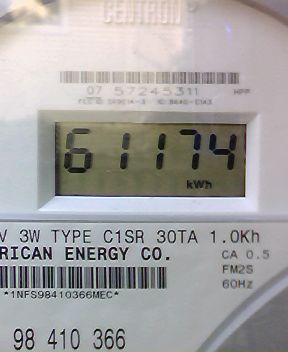 CENTRON
07 57245311
HPP
61174
kWh
V 3W TYPE C1SR 30TA 1.0Kh
RICAN ENERGY CO.
CA 0.5
FM2S
60Hz
*1NFS98410366MEC*
98 410 366